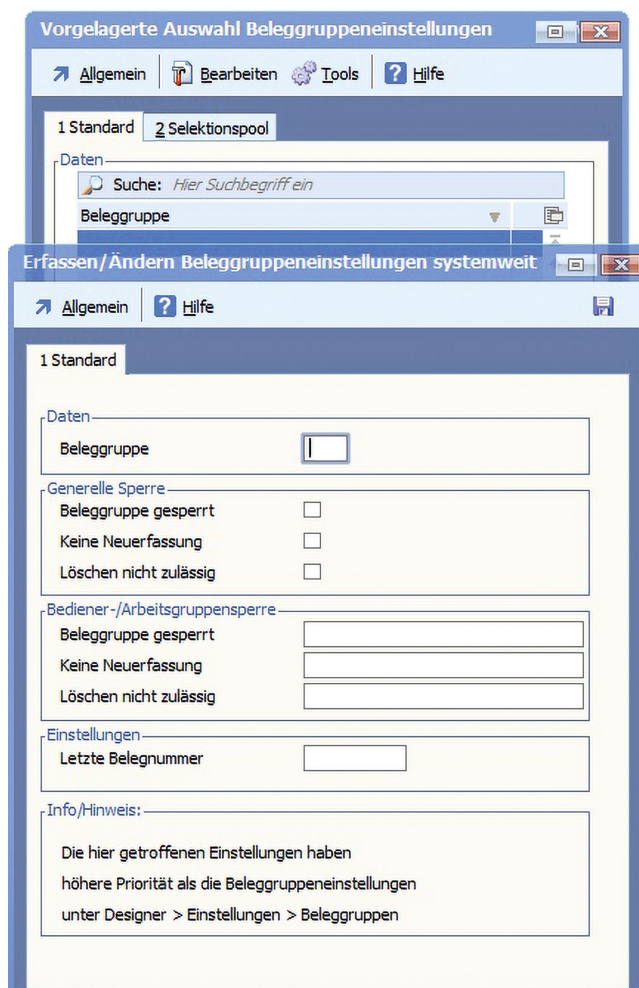 Vorgelagerte Auswahl Beleggruppeneinstellungen
Allgemein Bearbeiten Tools Hilfe
1 Standard 2 Selektionspool
Daten
Suche: Hier Suchbegriff ein
Beleggruppe
Erfassen/Ändern Beleggruppeneinstellungen systemweit
Allgemein Hilfe
1 Standard
Daten
Beleggruppe
Generelle Sperre
Beleggruppe gesperrt
Keine Neuerfassung
Löschen nicht zulässig
Bediener-/Arbeitsgruppensperre
Beleggruppe gesperrt
Keine Neuerfassung
Löschen nicht zulässig
Einstellungen
Letzte Belegnummer
Info/Hinweis:
Die hier getroffenen Einstellungen haben
höhere Priorität als die Beleggruppeneinstellungen
unter Designer > Einstellungen > Beleggruppen